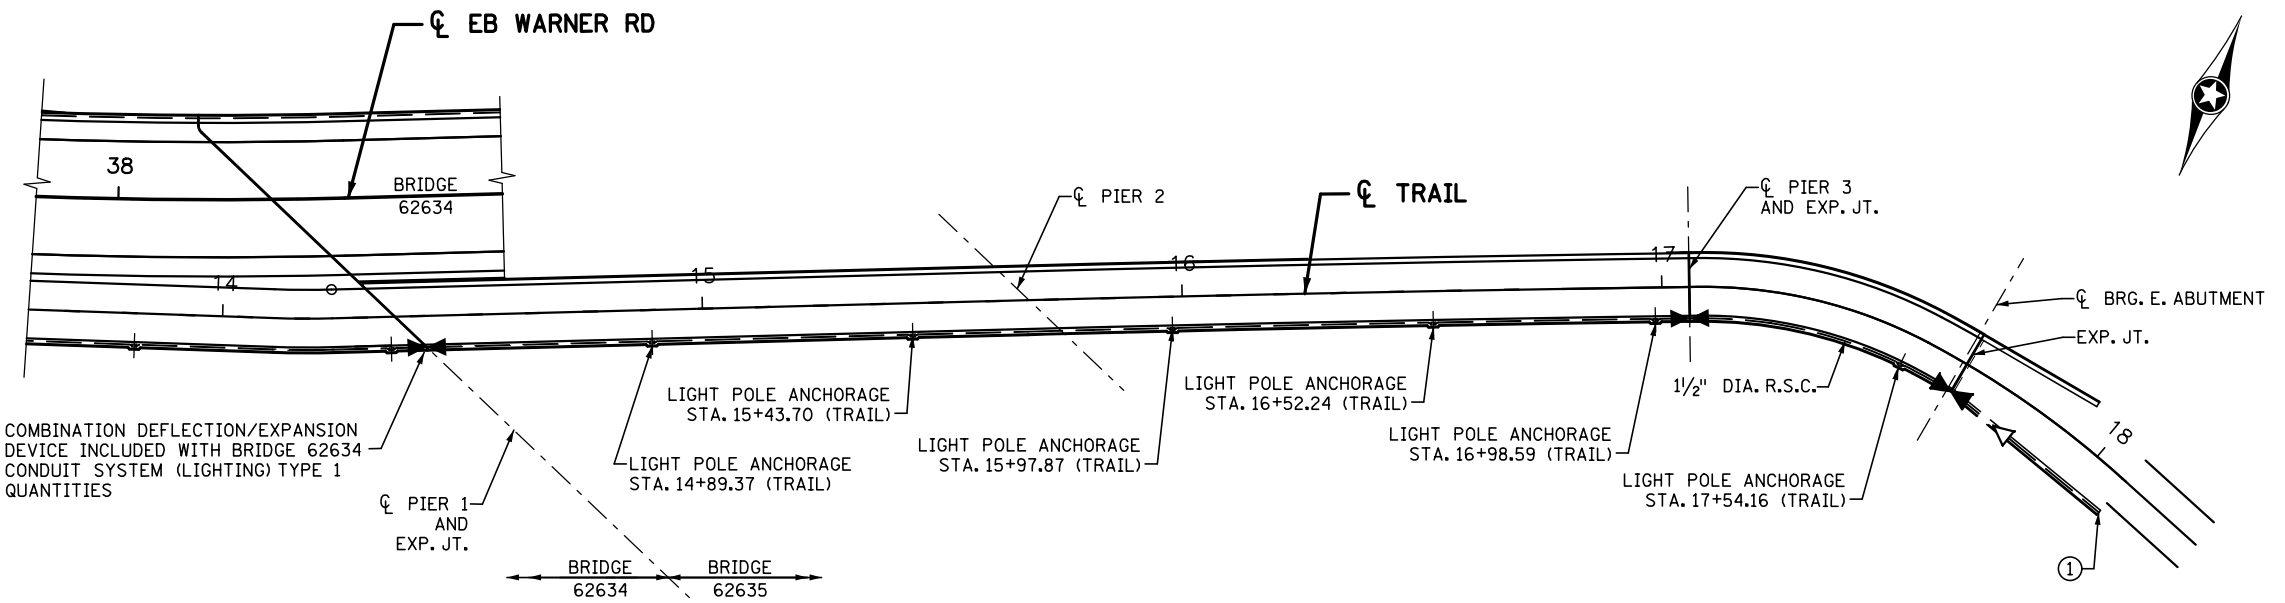 ℄ EB WARNER RD
38
BRIDGE
62634
℄ PIER 2
℄ TRAIL
℄ PIER 3
AND EXP. JT.
14
15
16
17
℄ BRG. E. ABUTMENT
EXP. JT.
1½" DIA. R.S.C.
COMBINATION DEFLECTION/EXPANSION
DEVICE INCLUDED WITH BRIDGE 62634
CONDUIT SYSTEM (LIGHTING) TYPE 1
QUANTITIES
LIGHT POLE ANCHORAGE
STA. 14+89.37 (TRAIL)
LIGHT POLE ANCHORAGE
STA. 15+43.70 (TRAIL)
LIGHT POLE ANCHORAGE
STA. 15+97.87 (TRAIL)
LIGHT POLE ANCHORAGE
STA. 16+52.24 (TRAIL)
LIGHT POLE ANCHORAGE
STA. 16+98.59 (TRAIL)
LIGHT POLE ANCHORAGE
STA. 17+54.16 (TRAIL)
18
℄ PIER 1
AND
EXP. JT.
BRIDGE
62634
BRIDGE
62635
1